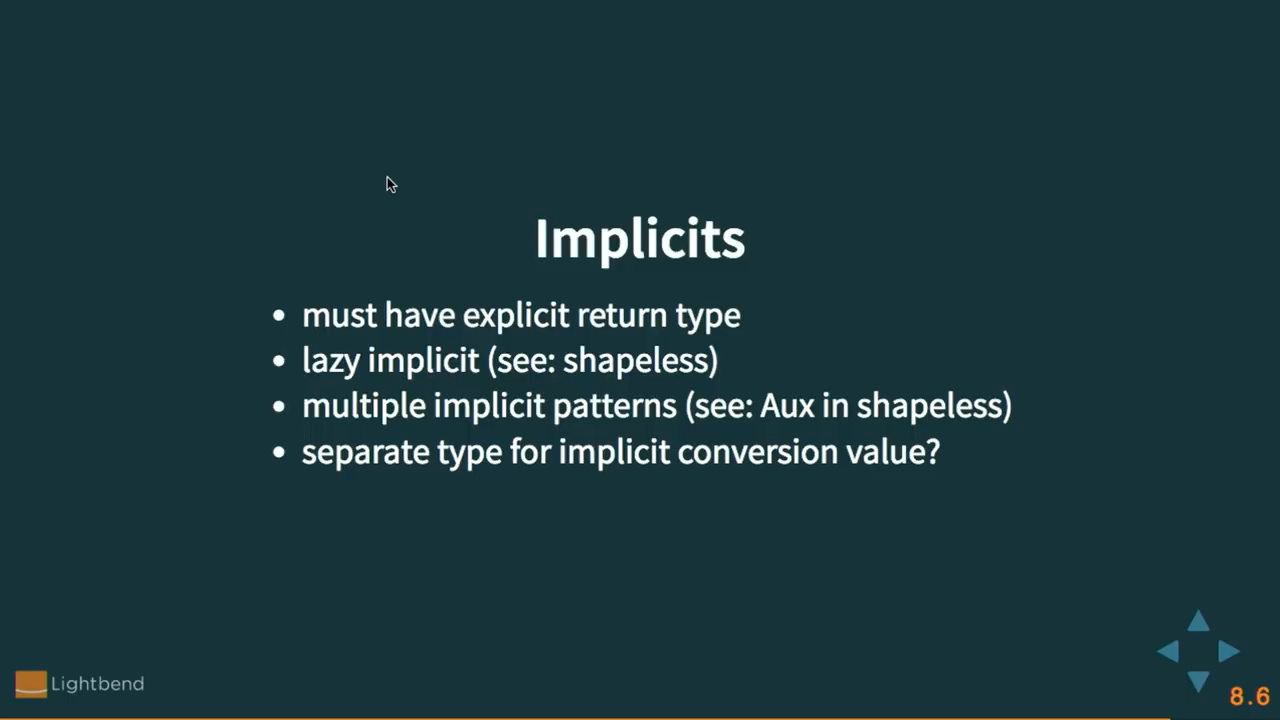 Implicits
• must have explicit return type
• lazy implicit (see: shapeless)
• multiple implicit patterns (see: Aux in shapeless)
• separate type for implicit conversion value?
Lightbend
8.6